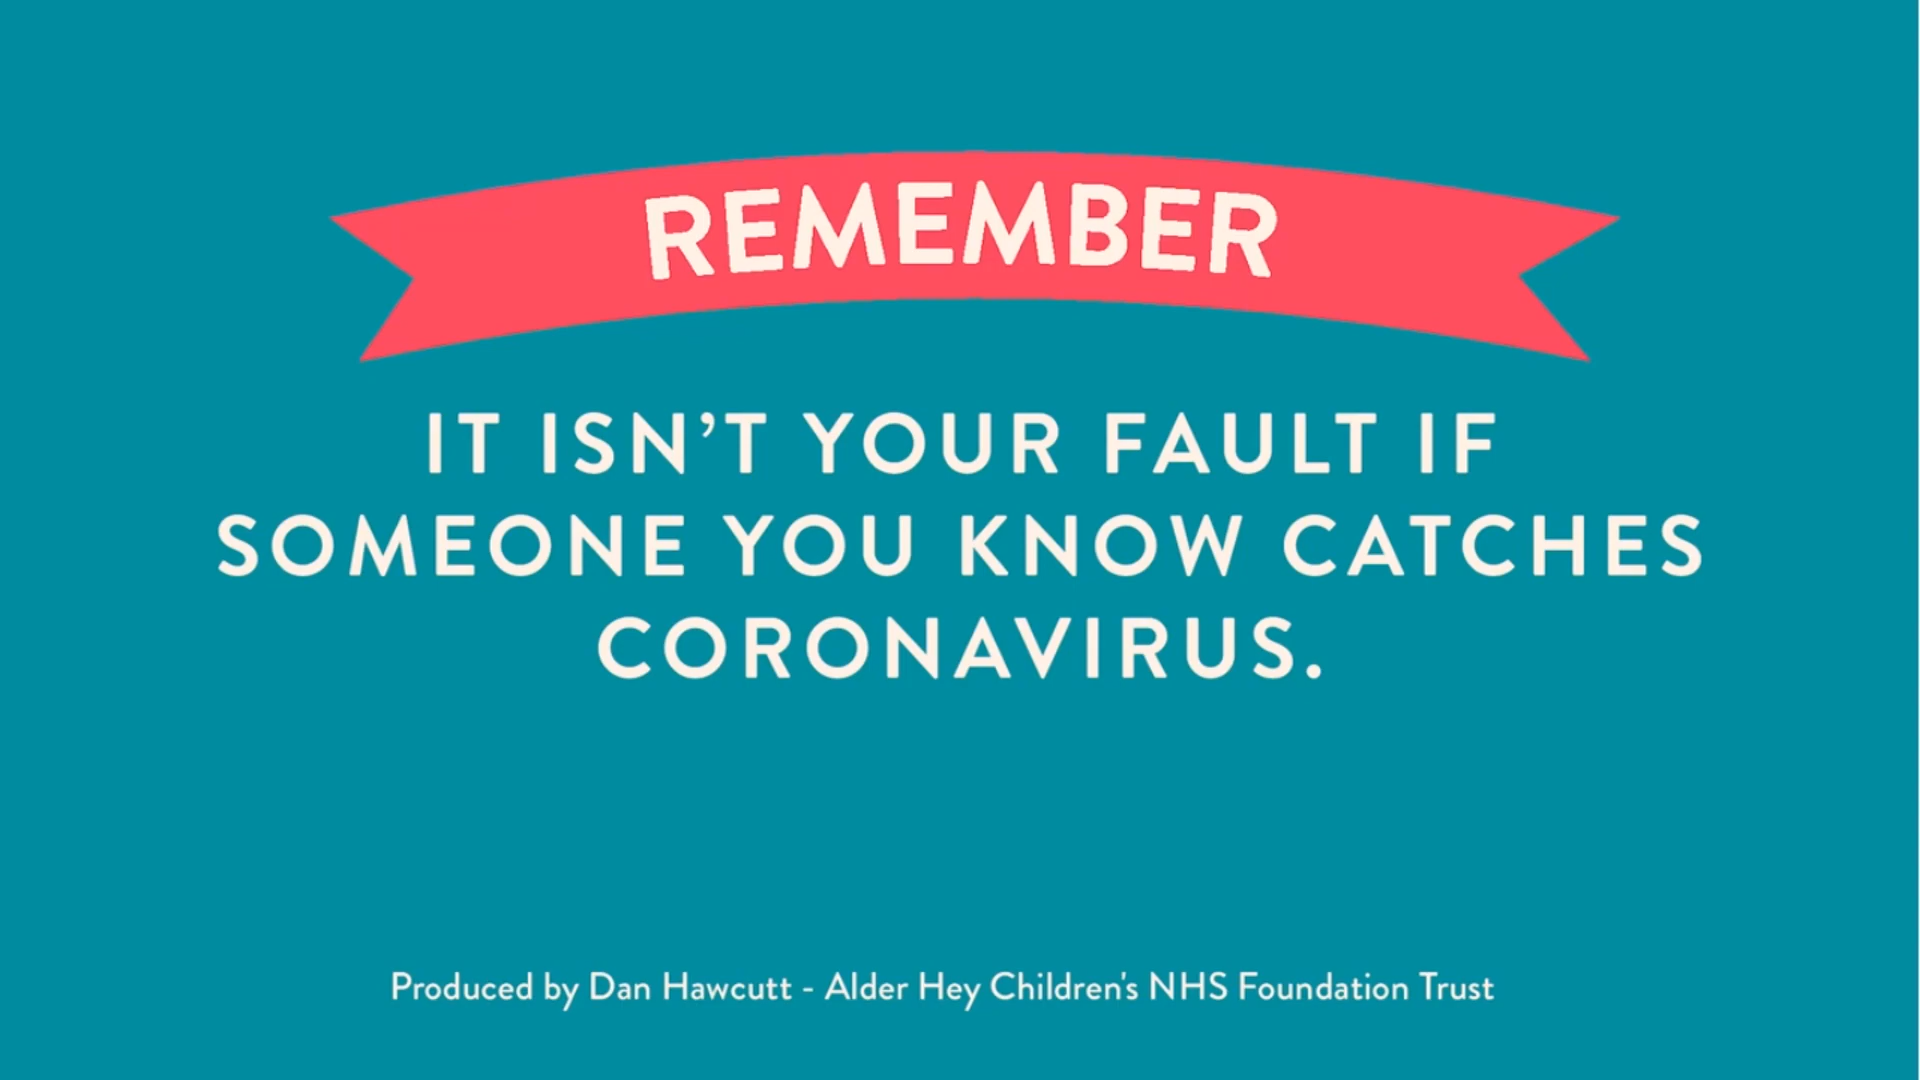 REMEMBER
IT ISN’T YOUR FAULT IF
SOMEONE YOU KNOW CATCHES
CORONAVIRUS.
Produced by Dan Hawcutt - Alder Hey Children's NHS Foundation Trust